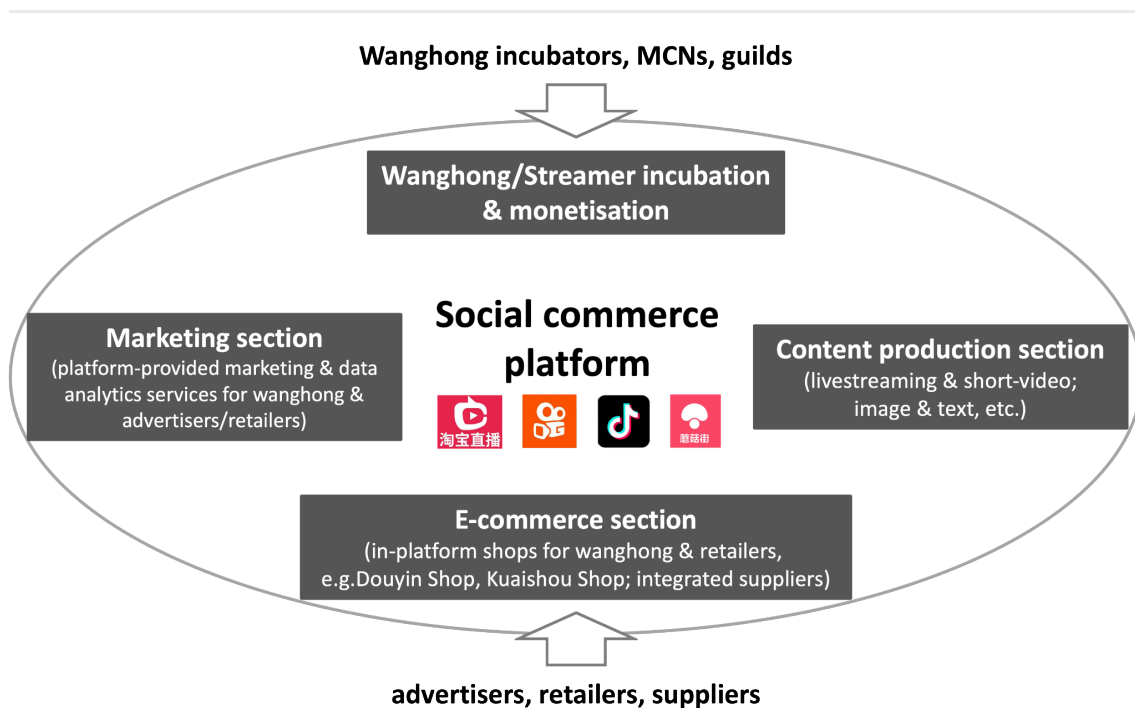 Wanghong incubators, MCNs, guilds
Wanghong/Streamer incubation
& monetisation
Marketing section
(platform-provided marketing & data
analytics services for wanghong &
advertisers/retailers)
Social commerce
platform
淘宝直播
蘑菇街
Content production section
(livestreaming & short-video;
image & text, etc.)
E-commerce section
(in-platform shops for wanghong & retailers,
e.g.Douyin Shop, Kuaishou Shop; integrated suppliers)
advertisers, retailers, suppliers